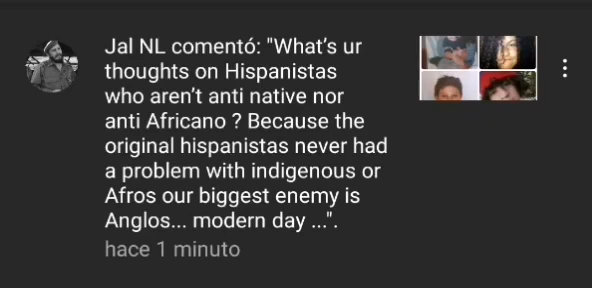 Jal NL comentó: "What's ur
thoughts on Hispanistas
who aren't anti native nor
anti Africano ? Because the
original hispanistas never had
a problem with indigenous or
Afros our biggest enemy is
Anglos... modern day ...".
hace 1 minuto